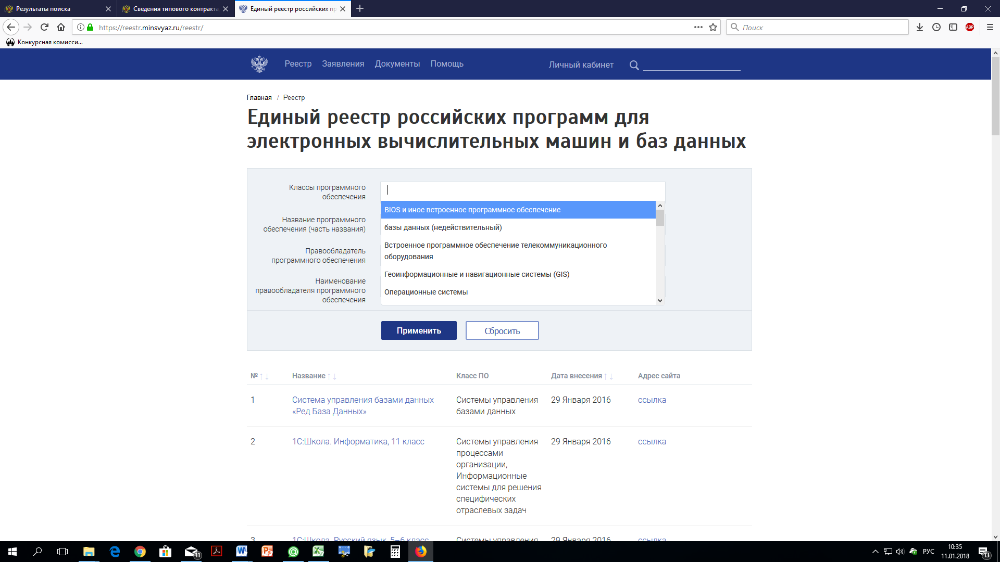 Результаты поиска
Сведения типового контракта
Единый реестр российских пр
https://reestr.minsvyaz.ru/reestr/
Поиск
ABP
Конкурсная комисси...
Реестр Заявления Документы Помощь Личный кабинет
Главная / Реестр
Единый реестр российских программ для
электронных вычислительных машин и баз данных
Классы программного
обеспечения
BIOS и иное встроенное программное обеспечение
базы данных (недействительный)
Встроенное программное обеспечение телекоммуникационного
оборудования
Геоинформационные и навигационные системы (GIS)
Операционные системы
Название программного
обеспечения (часть названия)
Правообладатель
программного обеспечения
Наименование
правообладателя программного
обеспечения
Применить Сбросить
№↑↓ Название↑↓ Класс ПО Дата внесения↑↓ Адрес сайта
1 Система управления базами данных Системы управления 29 Января 2016 ссылка
«Ред База Данных» базами данных
2 1С:Школа. Информатика, 11 класс Системы управления 29 Января 2016 ссылка
процессами
организации,
Информационные
системы для решения
специфических
отраслевых задач
3 1С:Школа. Русский язык, 5–6 класс Системы управления 29 Января 2016 ссылка
11
РУС
10:35
11.01.2018
13